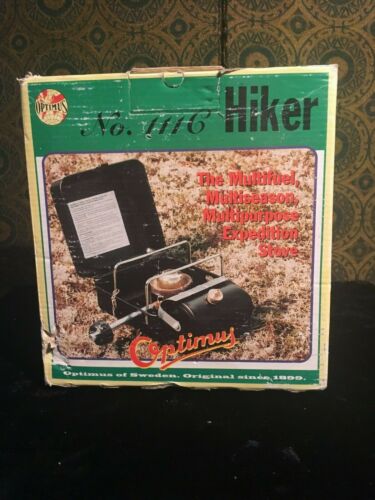 OPTIMUS
No. 111C Hiker
The Multifuel,
Multiseason,
Multipurpose
Expedition
Stove
Optimus
Optimus of Sweden. Original since 1899.